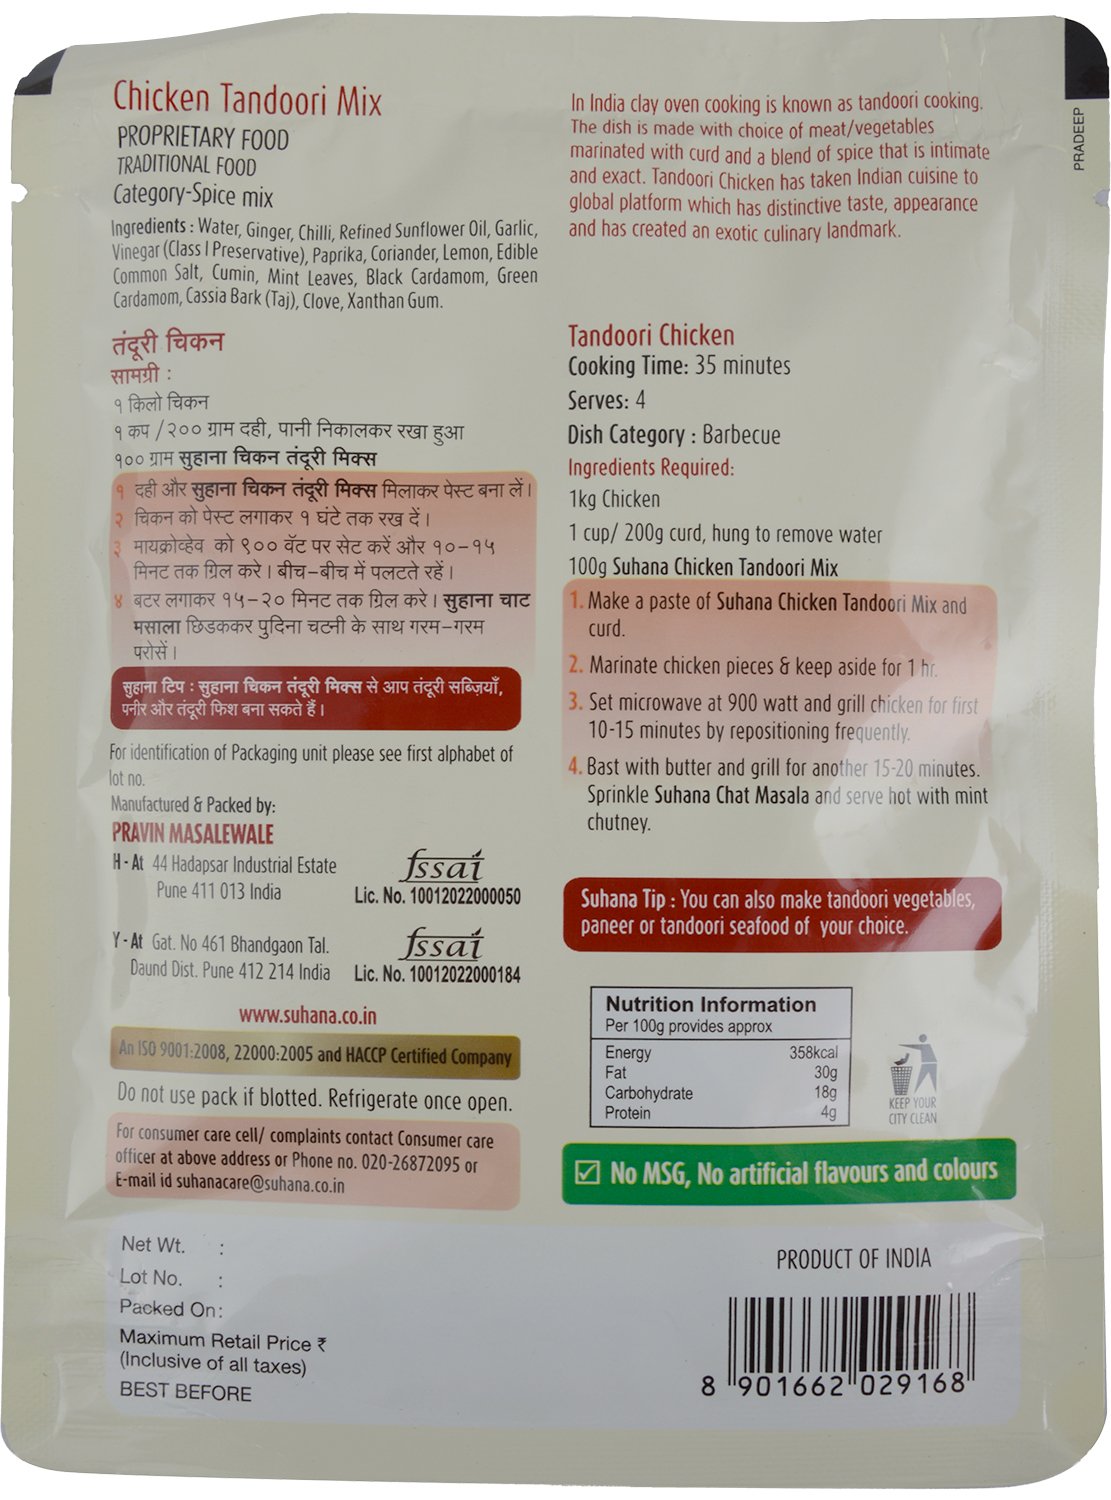 Chicken Tandoori Mix
PROPRIETARY FOOD
TRADITIONAL FOOD
Category-Spice mix
Ingredients : Water, Ginger, Chilli, Refined Sunflower Oil, Garlic,
Vinegar (Class I Preservative), Paprika, Coriander, Lemon, Edible
Common Salt, Cumin, Mint Leaves, Black Cardamom, Green
Cardamom, Cassia Bark (Taj), Clove, Xanthan Gum.
तंदूरी चिकन
सामग्री :
१ किलो चिकन
१ कप /२०० ग्राम दही, पानी निकालकर रखा हुआ
१०० ग्राम सुहाना चिकन तंदूरी मिक्स
१ दही और सुहाना चिकन तंदूरी मिक्स मिलाकर पेस्ट बना लें।
२ चिकन को पेस्ट लगाकर १ घंटे तक रख दें।
३ मायक्रोव्हेव को ९०० वॅट पर सेट करें और १०-१५
मिनट तक ग्रिल करे। बीच-बीच में पलटते रहें।
४ बटर लगाकर १५-२० मिनट तक ग्रिल करे। सुहाना चाट
मसाला छिडककर पुदिना चटनी के साथ गरम-गरम
परोसें।
सुहाना टिप : सुहाना चिकन तंदूरी मिक्स से आप तंदूरी सब्ज़ियाँ,
पनीर और तंदूरी फिश बना सकते हैं।
For identification of Packaging unit please see first alphabet of
lot no.
Manufactured & Packed by:
PRAVIN MASALEWALE
H - At 44 Hadapsar Industrial Estate
Pune 411 013 India
fssai
Lic. No. 10012022000050
Y - At Gat. No 461 Bhandgaon Tal.
Daund Dist. Pune 412 214 India
fssai
Lic. No. 10012022000184
www.suhana.co.in
An ISO 9001:2008, 22000:2005 and HACCP Certified Company
Do not use pack if blotted. Refrigerate once open.
For consumer care cell/ complaints contact Consumer care
officer at above address or Phone no. 020-26872095 or
E-mail id suhanacare@suhana.co.in
In India clay oven cooking is known as tandoori cooking.
The dish is made with choice of meat/vegetables
marinated with curd and a blend of spice that is intimate
and exact. Tandoori Chicken has taken Indian cuisine to
global platform which has distinctive taste, appearance
and has created an exotic culinary landmark.
PRADEEP
Tandoori Chicken
Cooking Time: 35 minutes
Serves: 4
Dish Category : Barbecue
Ingredients Required:
1kg Chicken
1 cup/ 200g curd, hung to remove water
100g Suhana Chicken Tandoori Mix
1. Make a paste of Suhana Chicken Tandoori Mix and
curd.
2. Marinate chicken pieces & keep aside for 1 hr.
3. Set microwave at 900 watt and grill chicken for first
10-15 minutes by repositioning frequently.
4. Bast with butter and grill for another 15-20 minutes.
Sprinkle Suhana Chat Masala and serve hot with mint
chutney.
Suhana Tip : You can also make tandoori vegetables,
paneer or tandoori seafood of your choice.
Nutrition Information
Per 100g provides approx
Energy 358kcal
Fat 30g
Carbohydrate 18g
Protein 4g
KEEP YOUR
CITY CLEAN
No MSG, No artificial flavours and colours
Net Wt. :
Lot No. :
Packed On:
Maximum Retail Price ₹
(Inclusive of all taxes)
BEST BEFORE
PRODUCT OF INDIA
8 901662 029168